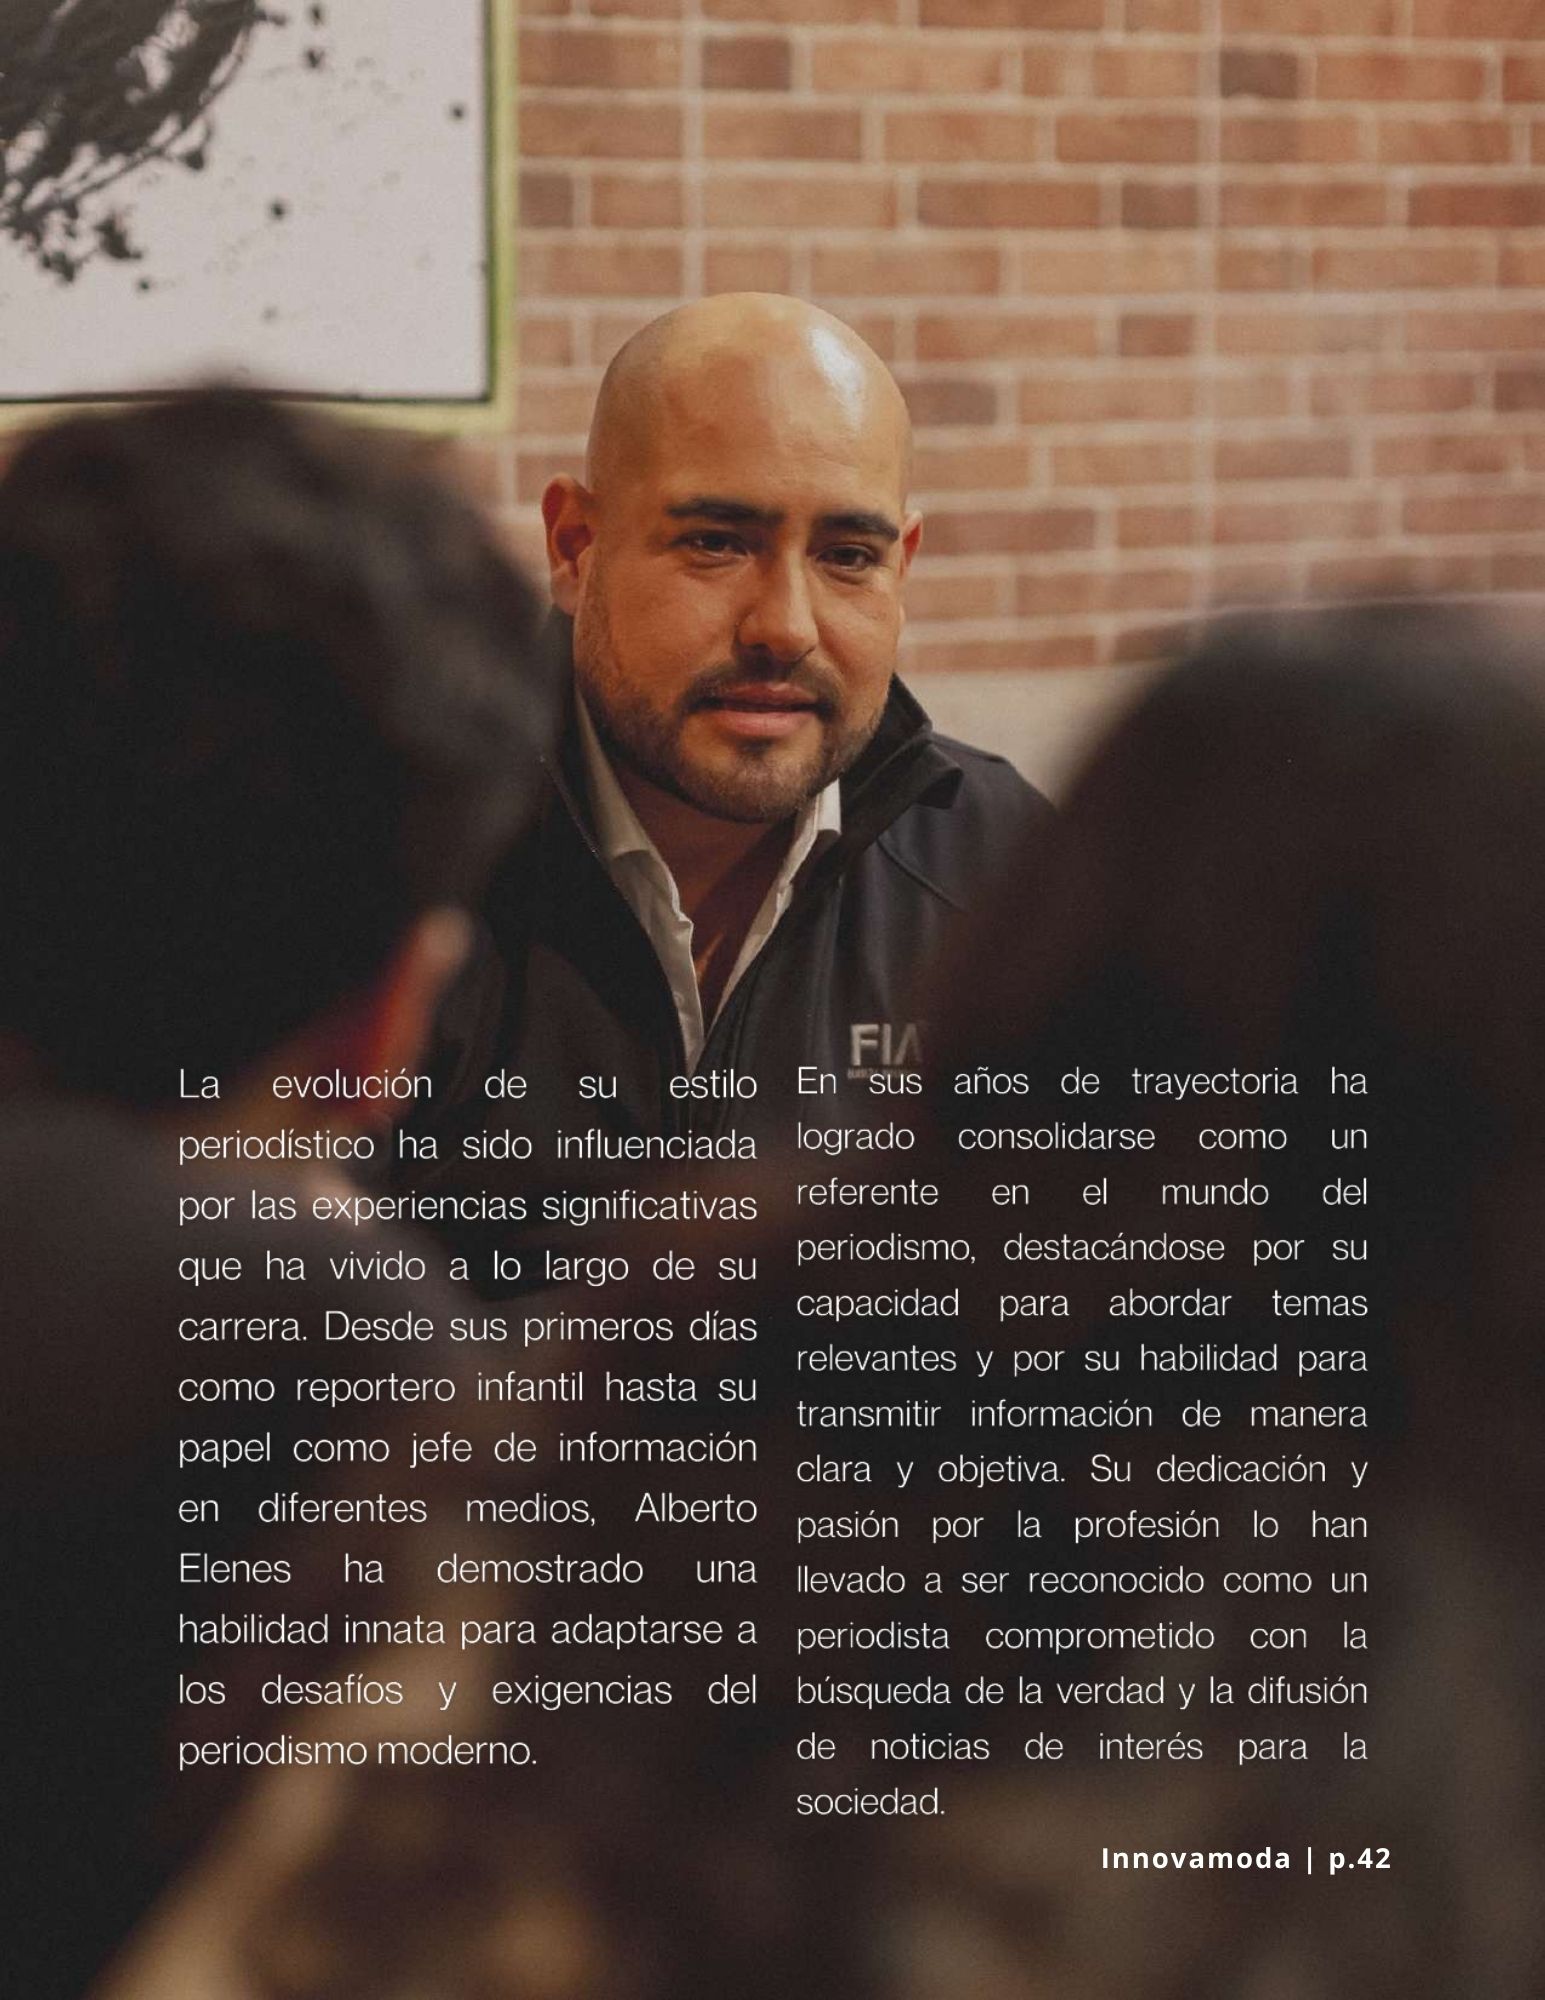 FIA
La evolución de su estilo
periodístico ha sido influenciada
por las experiencias significativas
que ha vivido a lo largo de su
carrera. Desde sus primeros días
como reportero infantil hasta su
papel como jefe de información
en diferentes medios, Alberto
Elenes ha demostrado una
habilidad innata para adaptarse a
los desafíos y exigencias del
periodismo moderno.
En sus años de trayectoria ha
logrado consolidarse como un
referente en el mundo del
periodismo, destacándose por su
capacidad para abordar temas
relevantes y por su habilidad para
transmitir información de manera
clara y objetiva. Su dedicación y
pasión por la profesión lo han
llevado a ser reconocido como un
periodista comprometido con la
búsqueda de la verdad y la difusión
de noticias de interés para la
sociedad.
Innovamoda | p.42